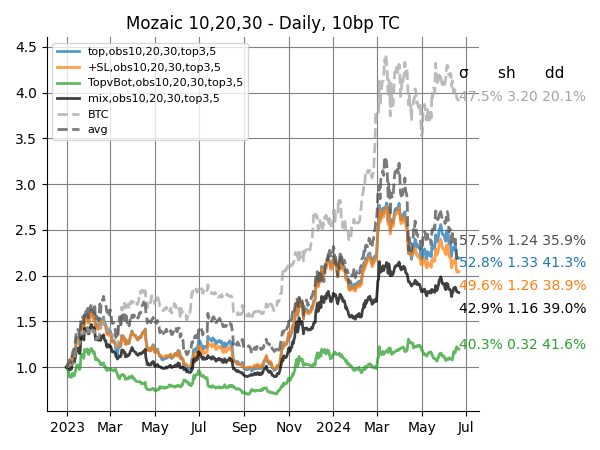 Mozaic 10,20,30 - Daily, 10bp TC
top,obs10,20,30,top3,5
+SL,obs10,20,30,top3,5
TopvBot,obs10,20,30,top3,5
mix,obs10,20,30,top3,5
BTC
avg
σ sh dd
47.5% 3.20 20.1%
57.5% 1.24 35.9%
52.8% 1.33 41.3%
49.6% 1.26 38.9%
42.9% 1.16 39.0%
40.3% 0.32 41.6%
4.5
4.0
3.5
3.0
2.5
2.0
1.5
1.0
2023 Mar May Jul Sep Nov 2024 Mar May Jul